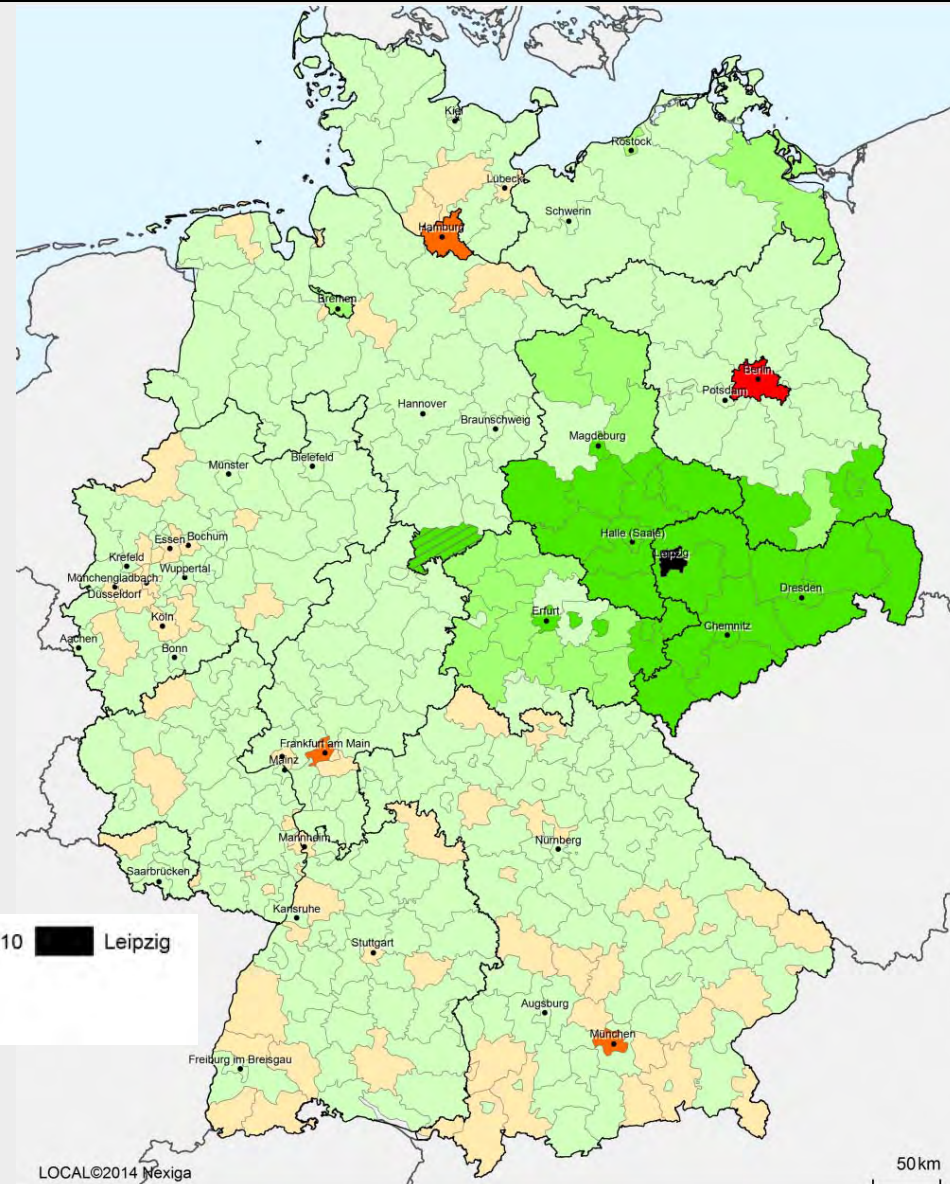 Kiel
Rostock
Lübeck
Schwerin
Hamburg
Bremen
Berlin
Potsdam
Hannover
Braunschweig
Magdeburg
Münster
Bielefeld
Essen
Bochum
Halle (Saale)
Leipzig
Krefeld
Mönchengladbach
Wuppertal
Düsseldorf
Dresden
Köln
Erfurt
Chemnitz
Aachen
Bonn
Frankfurt am Main
Mainz
Mannheim
Nürnberg
Saarbrücken
Karlsruhe
10
Leipzig
Stuttgart
Augsburg
München
Freiburg im Breisgau
LOCAL©2014 Nexiga
50km